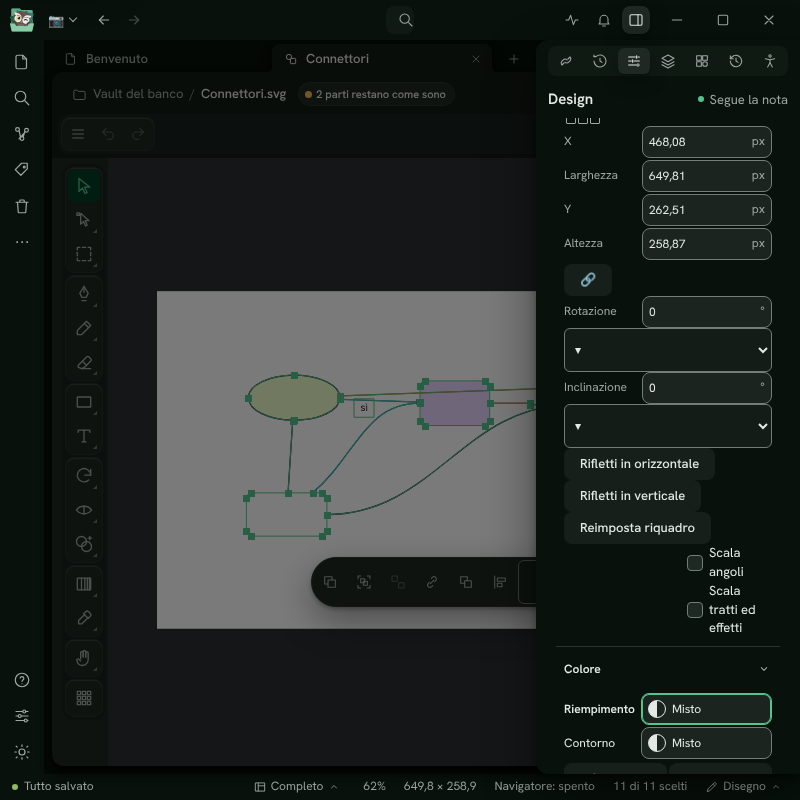 Benvenuto
Connettori
Vault del banco / Connettori.svg
2 parti restano come sono
sì
Design
Segue la nota
X
468,08 px
Larghezza
649,81 px
Y
262,51 px
Altezza
258,87 px
Rotazione
0 °
Inclinazione
0 °
Rifletti in orizzontale
Rifletti in verticale
Reimposta riquadro
Scala
angoli
Scala
tratti ed
effetti
Colore
Riempimento
Misto
Contorno
Misto
Tutto salvato
Completo
62%
649,8 × 258,9
Navigatore: spento
11 di 11 scelti
Disegno